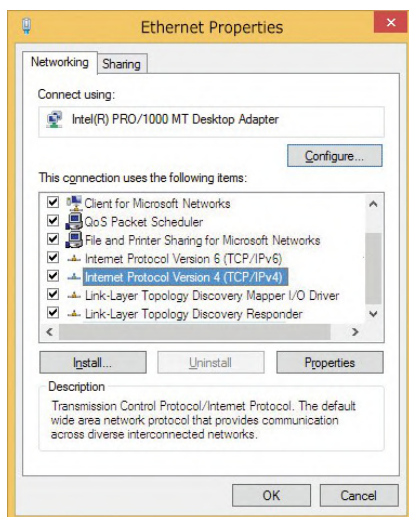 Ethernet Properties
Networking Sharing
Connect using:
Intel(R) PRO/1000 MT Desktop Adapter
Configure...
This connection uses the following items:
Client for Microsoft Networks
QoS Packet Scheduler
File and Printer Sharing for Microsoft Networks
Internet Protocol Version 6 (TCP/IPv6)
Internet Protocol Version 4 (TCP/IPv4)
Link-Layer Topology Discovery Mapper I/O Driver
Link-Layer Topology Discovery Responder
Install... Uninstall Properties
Description
Transmission Control Protocol/Internet Protocol. The default
wide area network protocol that provides communication
across diverse interconnected networks.
OK Cancel